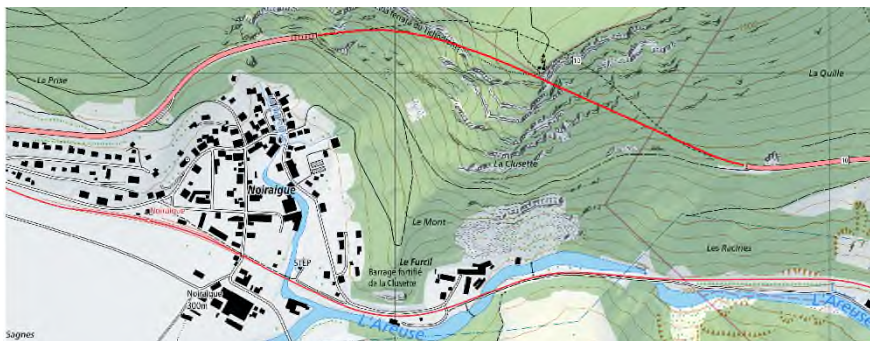 La Prise
10
La Quille
La Clusette
10
Noiraigue
Noiraigue
Le Mont
Les Racines
STEP
Le Furcil
Barrage fortifié
de la Clusette
Noiraigue
300m
L'Areuse
L'Areuse
Sagnes